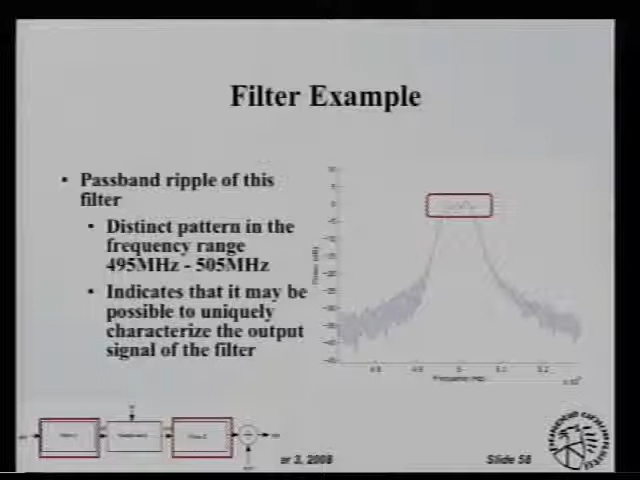 Filter Example
• Passband ripple of this
filter
• Distinct pattern in the
frequency range
495MHz - 505MHz
• Indicates that it may be
possible to uniquely
characterize the output
signal of the filter
er 3, 2008
Slide 58